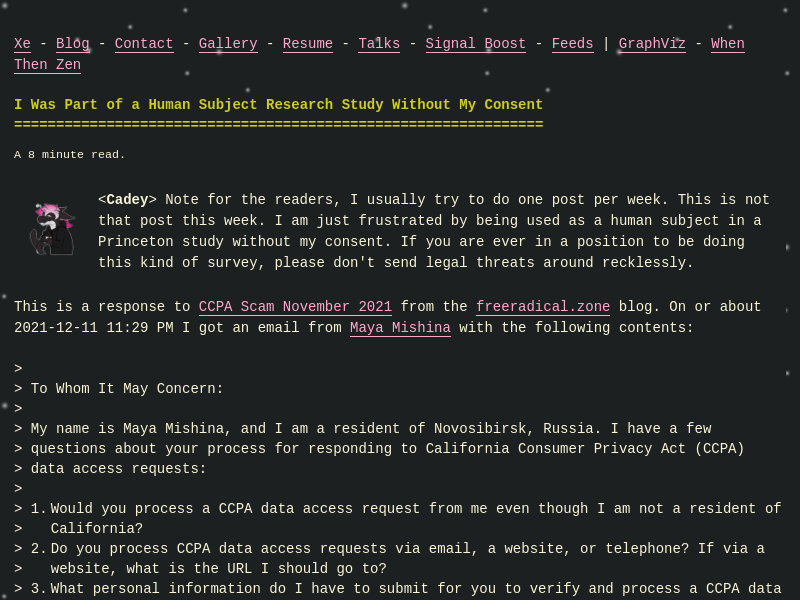 Xe - Blog - Contact - Gallery - Resume - Talks - Signal Boost - Feeds | GraphViz - When
Then Zen
I Was Part of a Human Subject Research Study Without My Consent
===============================================================
A 8 minute read.
<Cadey> Note for the readers, I usually try to do one post per week. This is not
that post this week. I am just frustrated by being used as a human subject in a
Princeton study without my consent. If you are ever in a position to be doing
this kind of survey, please don't send legal threats around recklessly.
This is a response to CCPA Scam November 2021 from the freeradical.zone blog. On or about
2021-12-11 11:29 PM I got an email from Maya Mishina with the following contents:
>
> To Whom It May Concern:
>
> My name is Maya Mishina, and I am a resident of Novosibirsk, Russia. I have a few
> questions about your process for responding to California Consumer Privacy Act (CCPA)
> data access requests:
>
> 1. Would you process a CCPA data access request from me even though I am not a resident of
> California?
> 2. Do you process CCPA data access requests via email, a website, or telephone? If via a
> website, what is the URL I should go to?
> 3. What personal information do I have to submit for you to verify and process a CCPA data